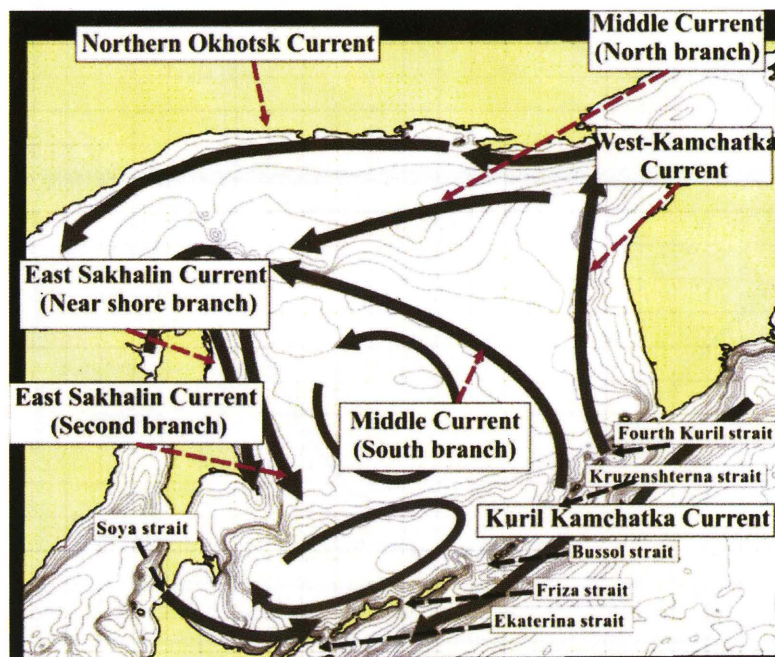 Northern Okhotsk Current
Middle Current
(North branch)
West-Kamchatka
Current
East Sakhalin Current
(Near shore branch)
East Sakhalin Current
(Second branch)
Middle Current
(South branch)
Fourth Kuril strait
Kruzenshterna strait
Kuril Kamchatka Current
Soya strait
Bussol strait
Friza strait
Ekaterina strait